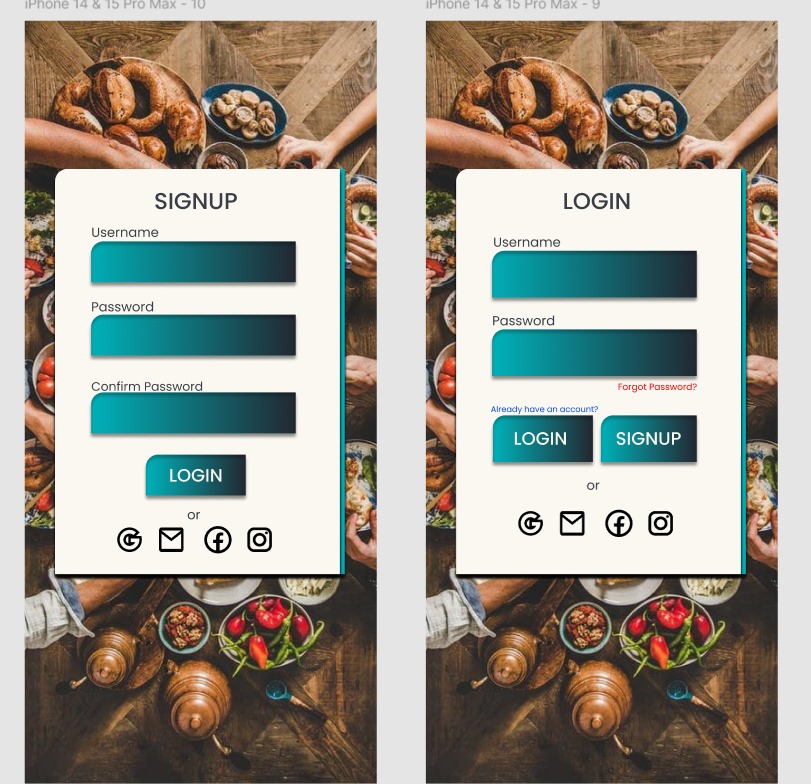 iPhone 14 & 15 Pro Max - 10
SIGNUP
Username
Password
Confirm Password
LOGIN
or
iPhone 14 & 15 Pro Max - 9
LOGIN
Username
Password
Forgot Password?
Already have an account?
LOGIN SIGNUP
or